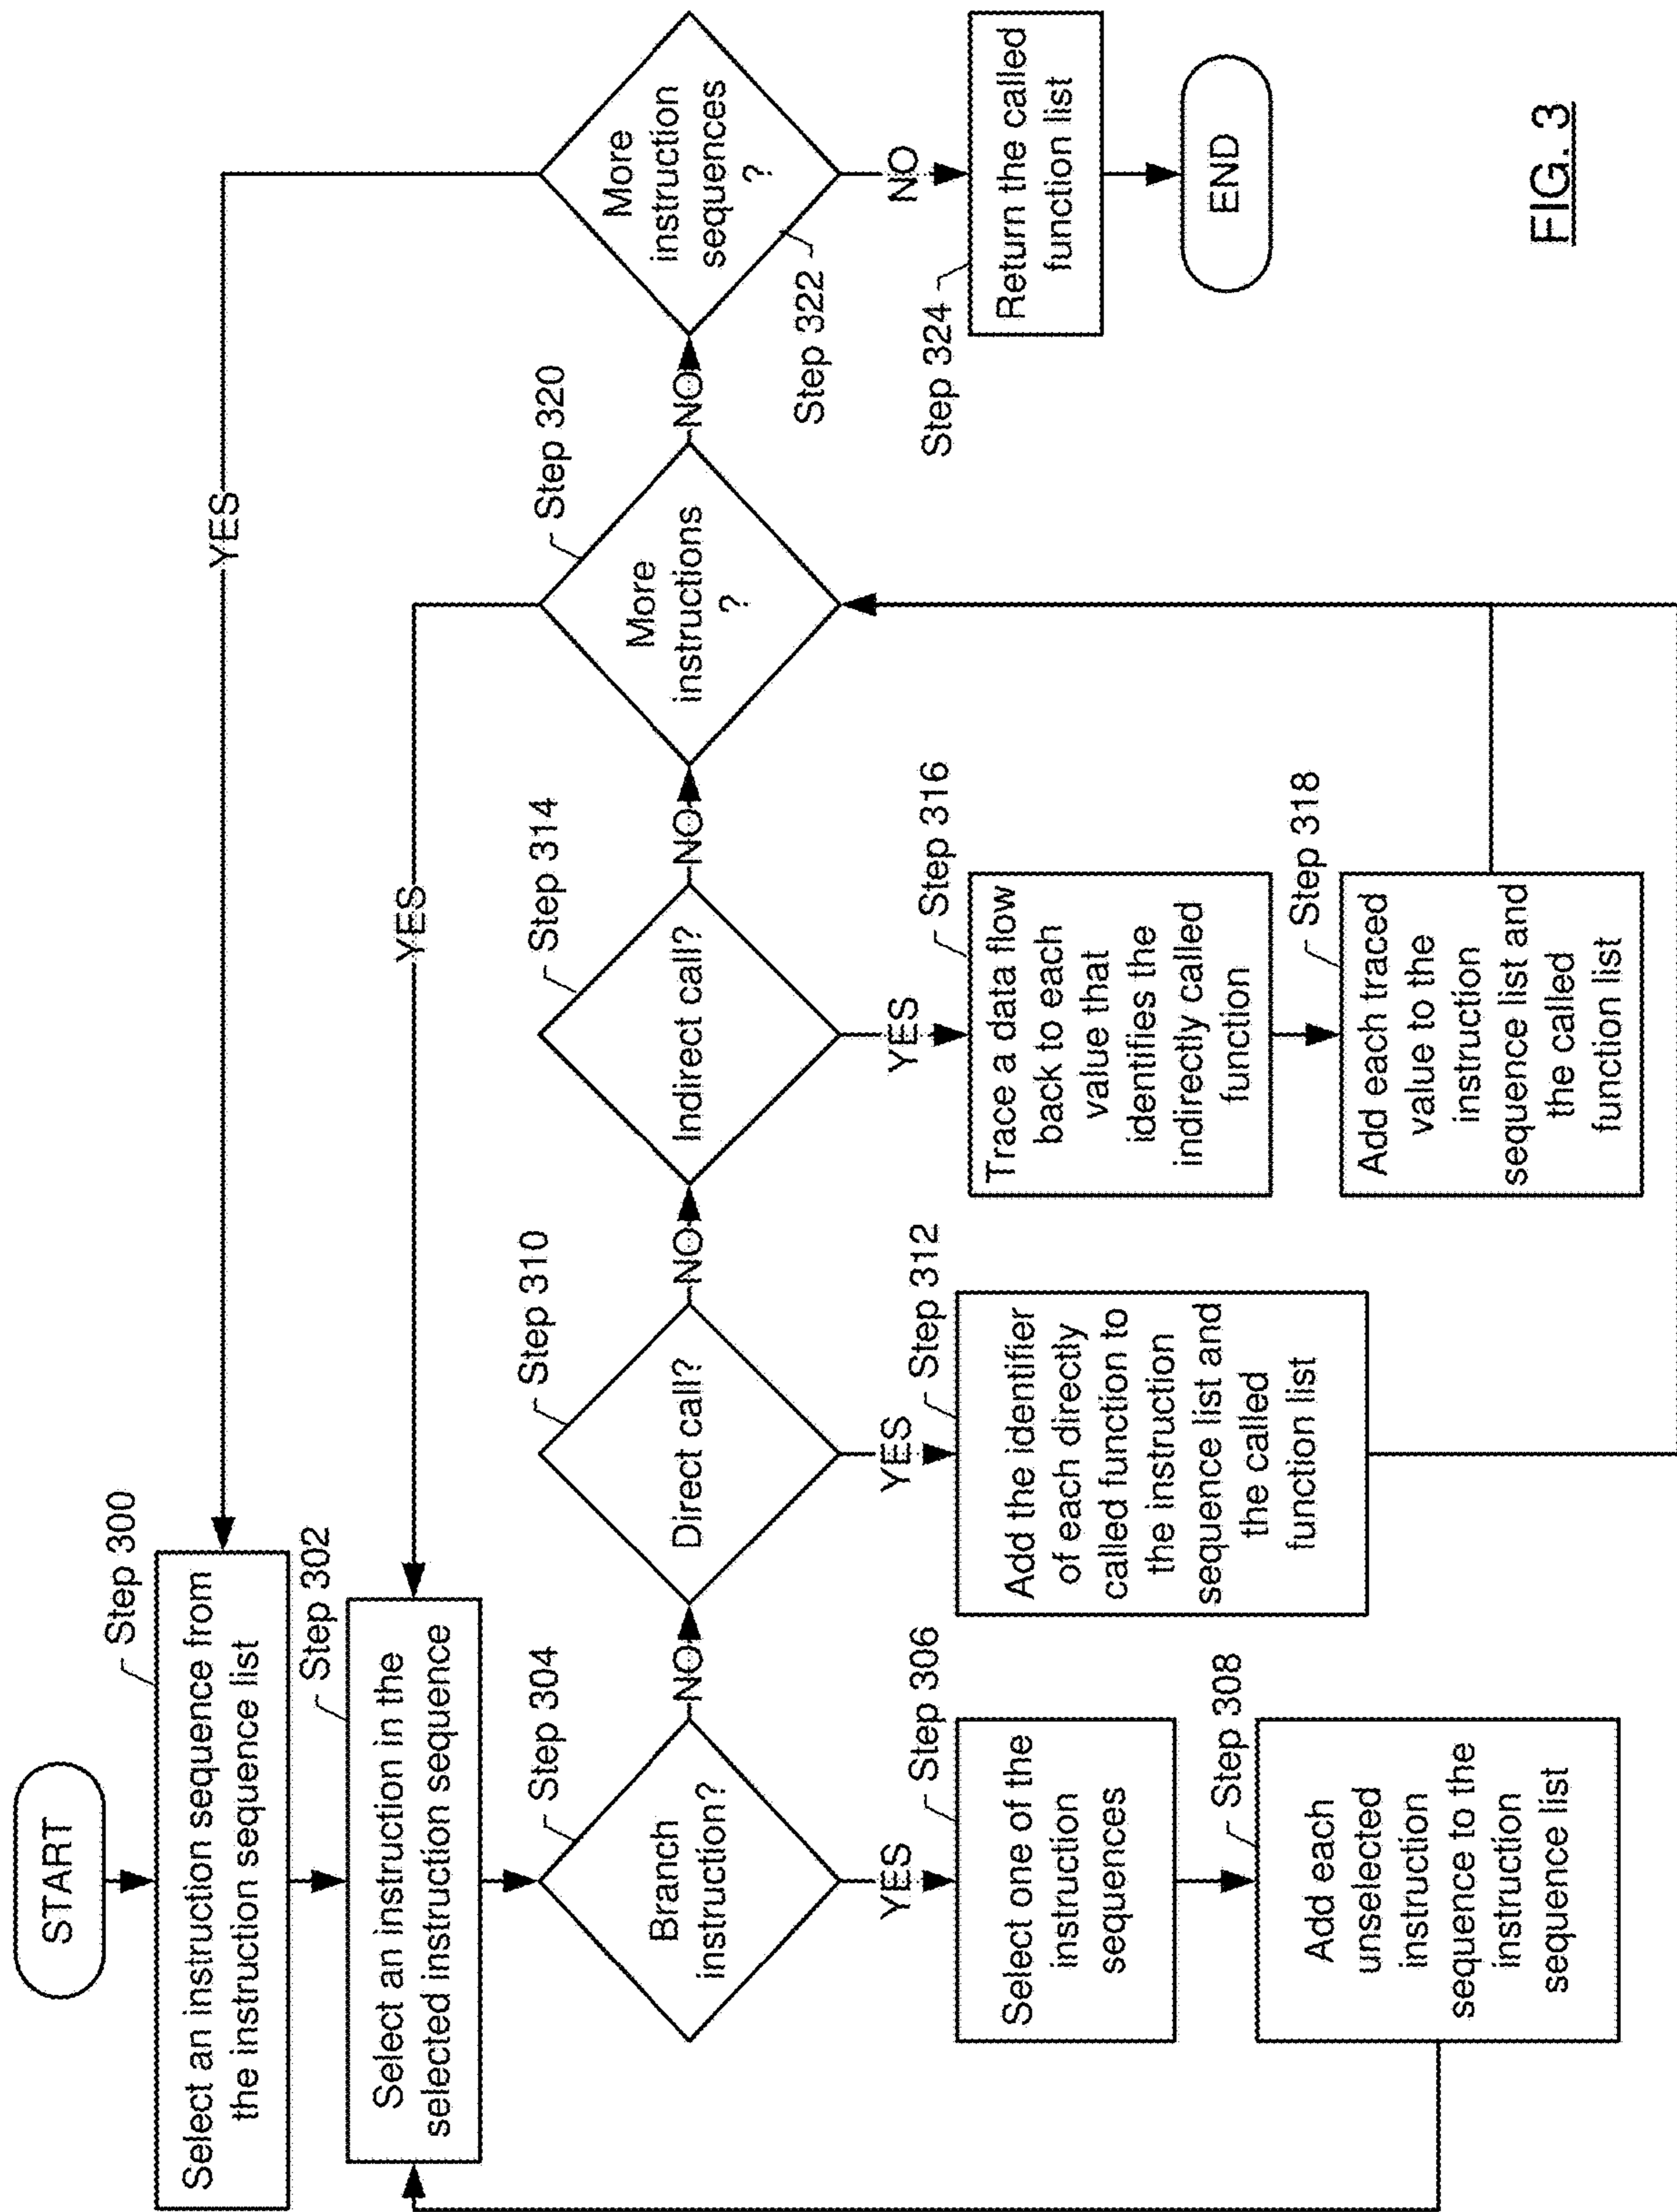 START
Step 300
Select an instruction sequence from
the instruction sequence list
Step 302
Select an instruction in the
selected instruction sequence
YES
YES
Step 304
Branch
instruction?
NO
Step 310
Direct call?
NO
Step 314
Indirect call?
NO
Step 320
More
instructions
?
NO
More
instruction
sequences
?
Step 322
YES
Step 306
Select one of the
instruction
sequences
Step 308
Add each
unselected
instruction
sequence to the
instruction
sequence list
YES
Step 312
Add the identifier
of each directly
called function to
the instruction
sequence list and
the called
function list
YES
Step 316
Trace a data flow
back to each
value that
identifies the
indirectly called
function
Step 318
Add each traced
value to the
instruction
sequence list and
the called
function list
NO
Step 324
Return the called
function list
END
FIG. 3